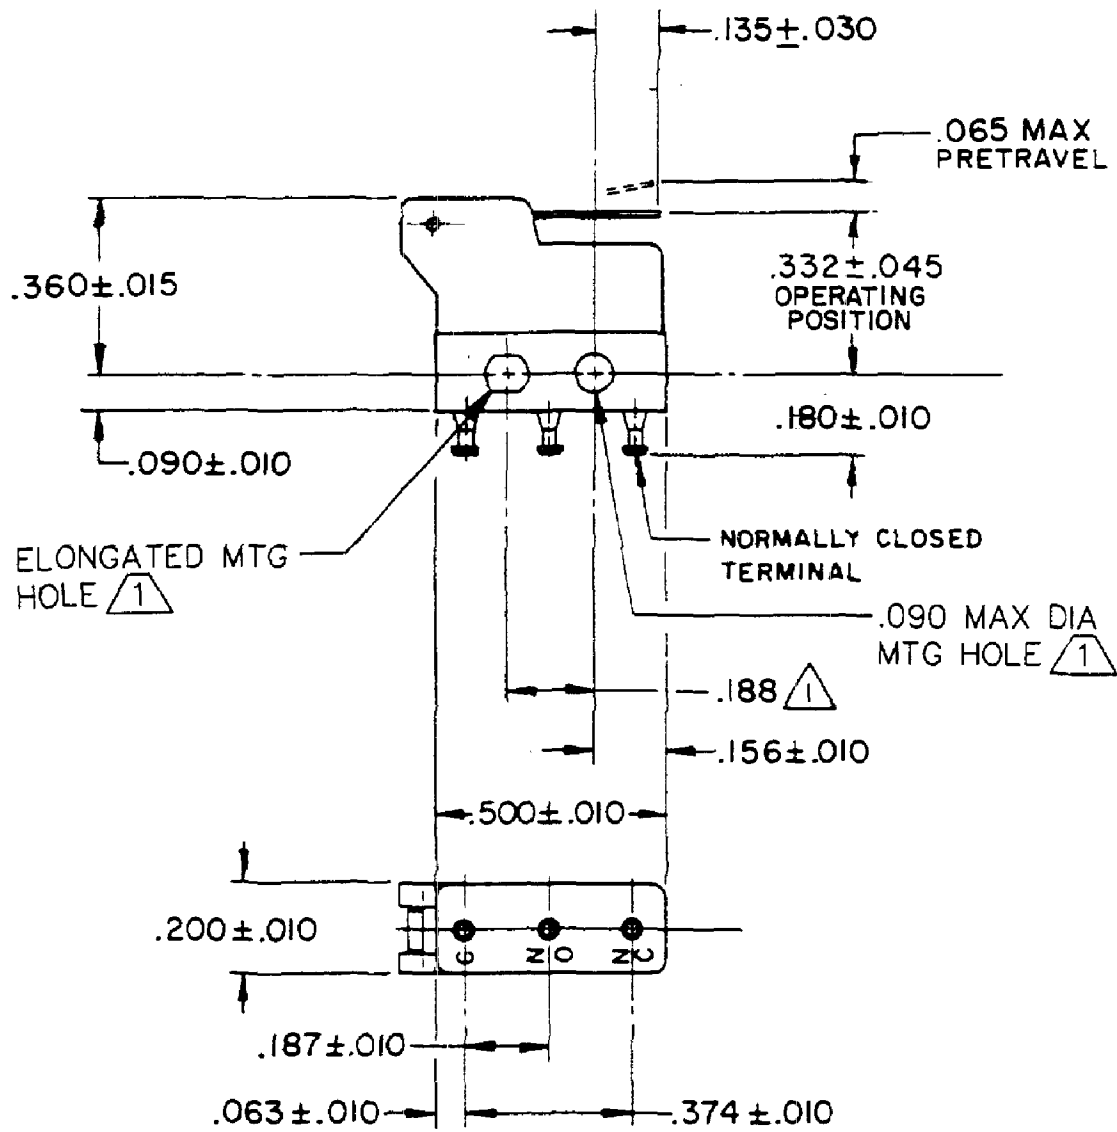 .135±.030
.065 MAX
PRETRAVEL
.360±.015
.332±.045
OPERATING
POSITION
.180±.010
.090±.010
NORMALLY CLOSED
TERMINAL
ELONGATED MTG
HOLE 1
.090 MAX DIA
MTG HOLE 1
.188 1
.156±.010
.500±.010
.200±.010
G NO NC
.187±.010
.063±.010
.374±.010